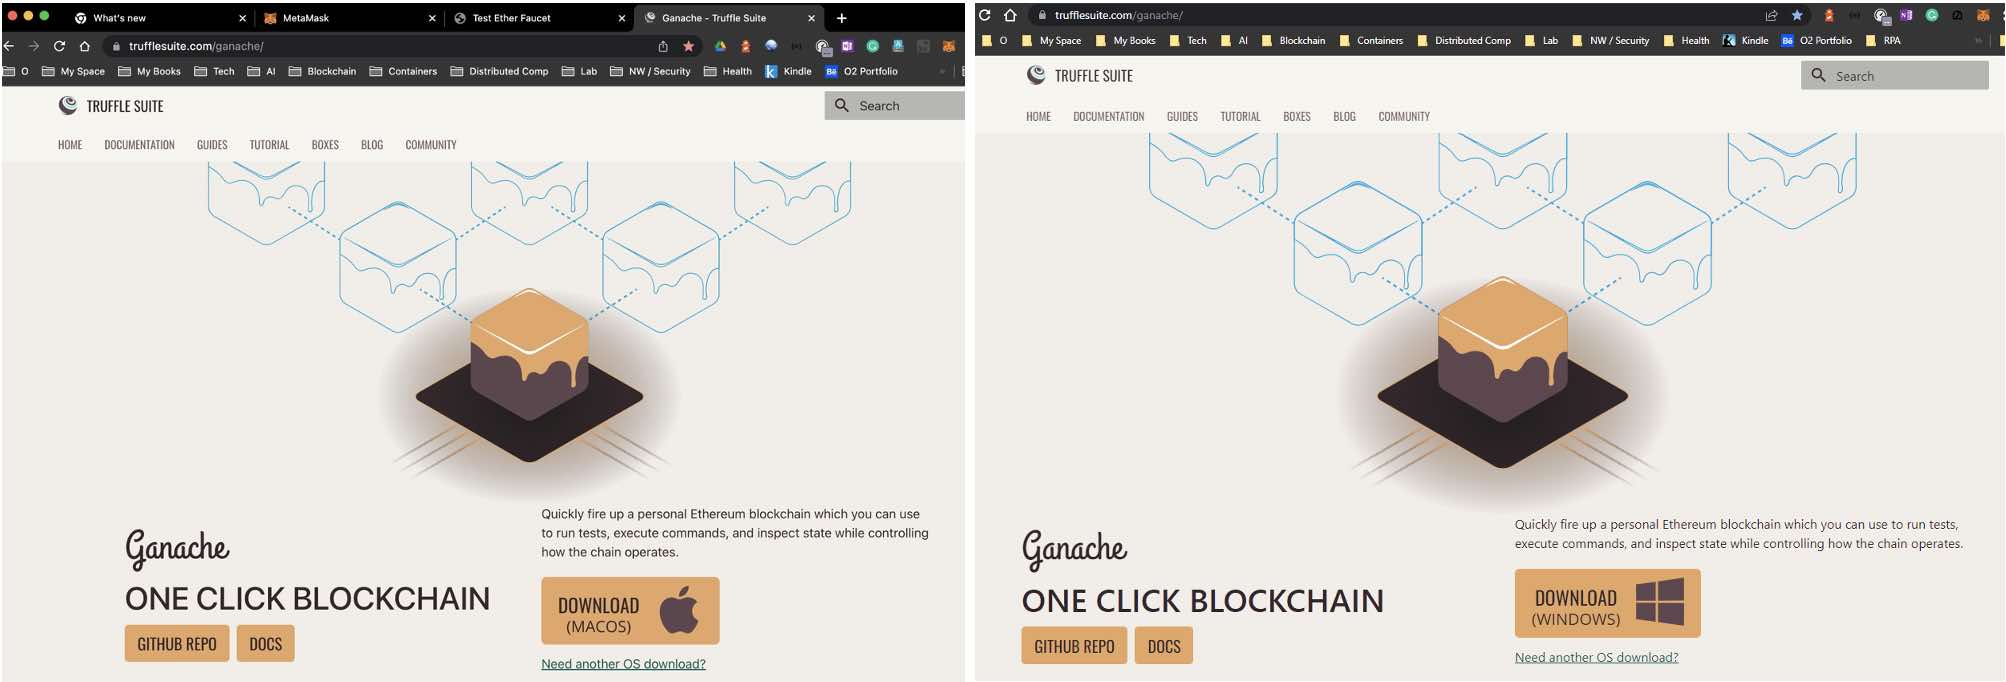 What's new
MetaMask
Test Ether Faucet
Ganache - Truffle Suite
trufflesuite.com/ganache/
O My Space My Books Tech AI Blockchain Containers Distributed Comp Lab NW / Security Health Kindle Bē O2 Portfolio »
TRUFFLE SUITE
Search
HOME DOCUMENTATION GUIDES TUTORIAL BOXES BLOG COMMUNITY
Ganache
ONE CLICK BLOCKCHAIN
GITHUB REPO DOCS
Quickly fire up a personal Ethereum blockchain which you can use
to run tests, execute commands, and inspect state while controlling
how the chain operates.
DOWNLOAD
(MACOS)
Need another OS download?
trufflesuite.com/ganache/
O My Space My Books Tech AI Blockchain Containers Distributed Comp Lab NW / Security Health Kindle Bē O2 Portfolio RPA »
TRUFFLE SUITE
Search
HOME DOCUMENTATION GUIDES TUTORIAL BOXES BLOG COMMUNITY
Ganache
ONE CLICK BLOCKCHAIN
GITHUB REPO DOCS
Quickly fire up a personal Ethereum blockchain which you can use to run tests,
execute commands, and inspect state while controlling how the chain operates.
DOWNLOAD
(WINDOWS)
Need another OS download?